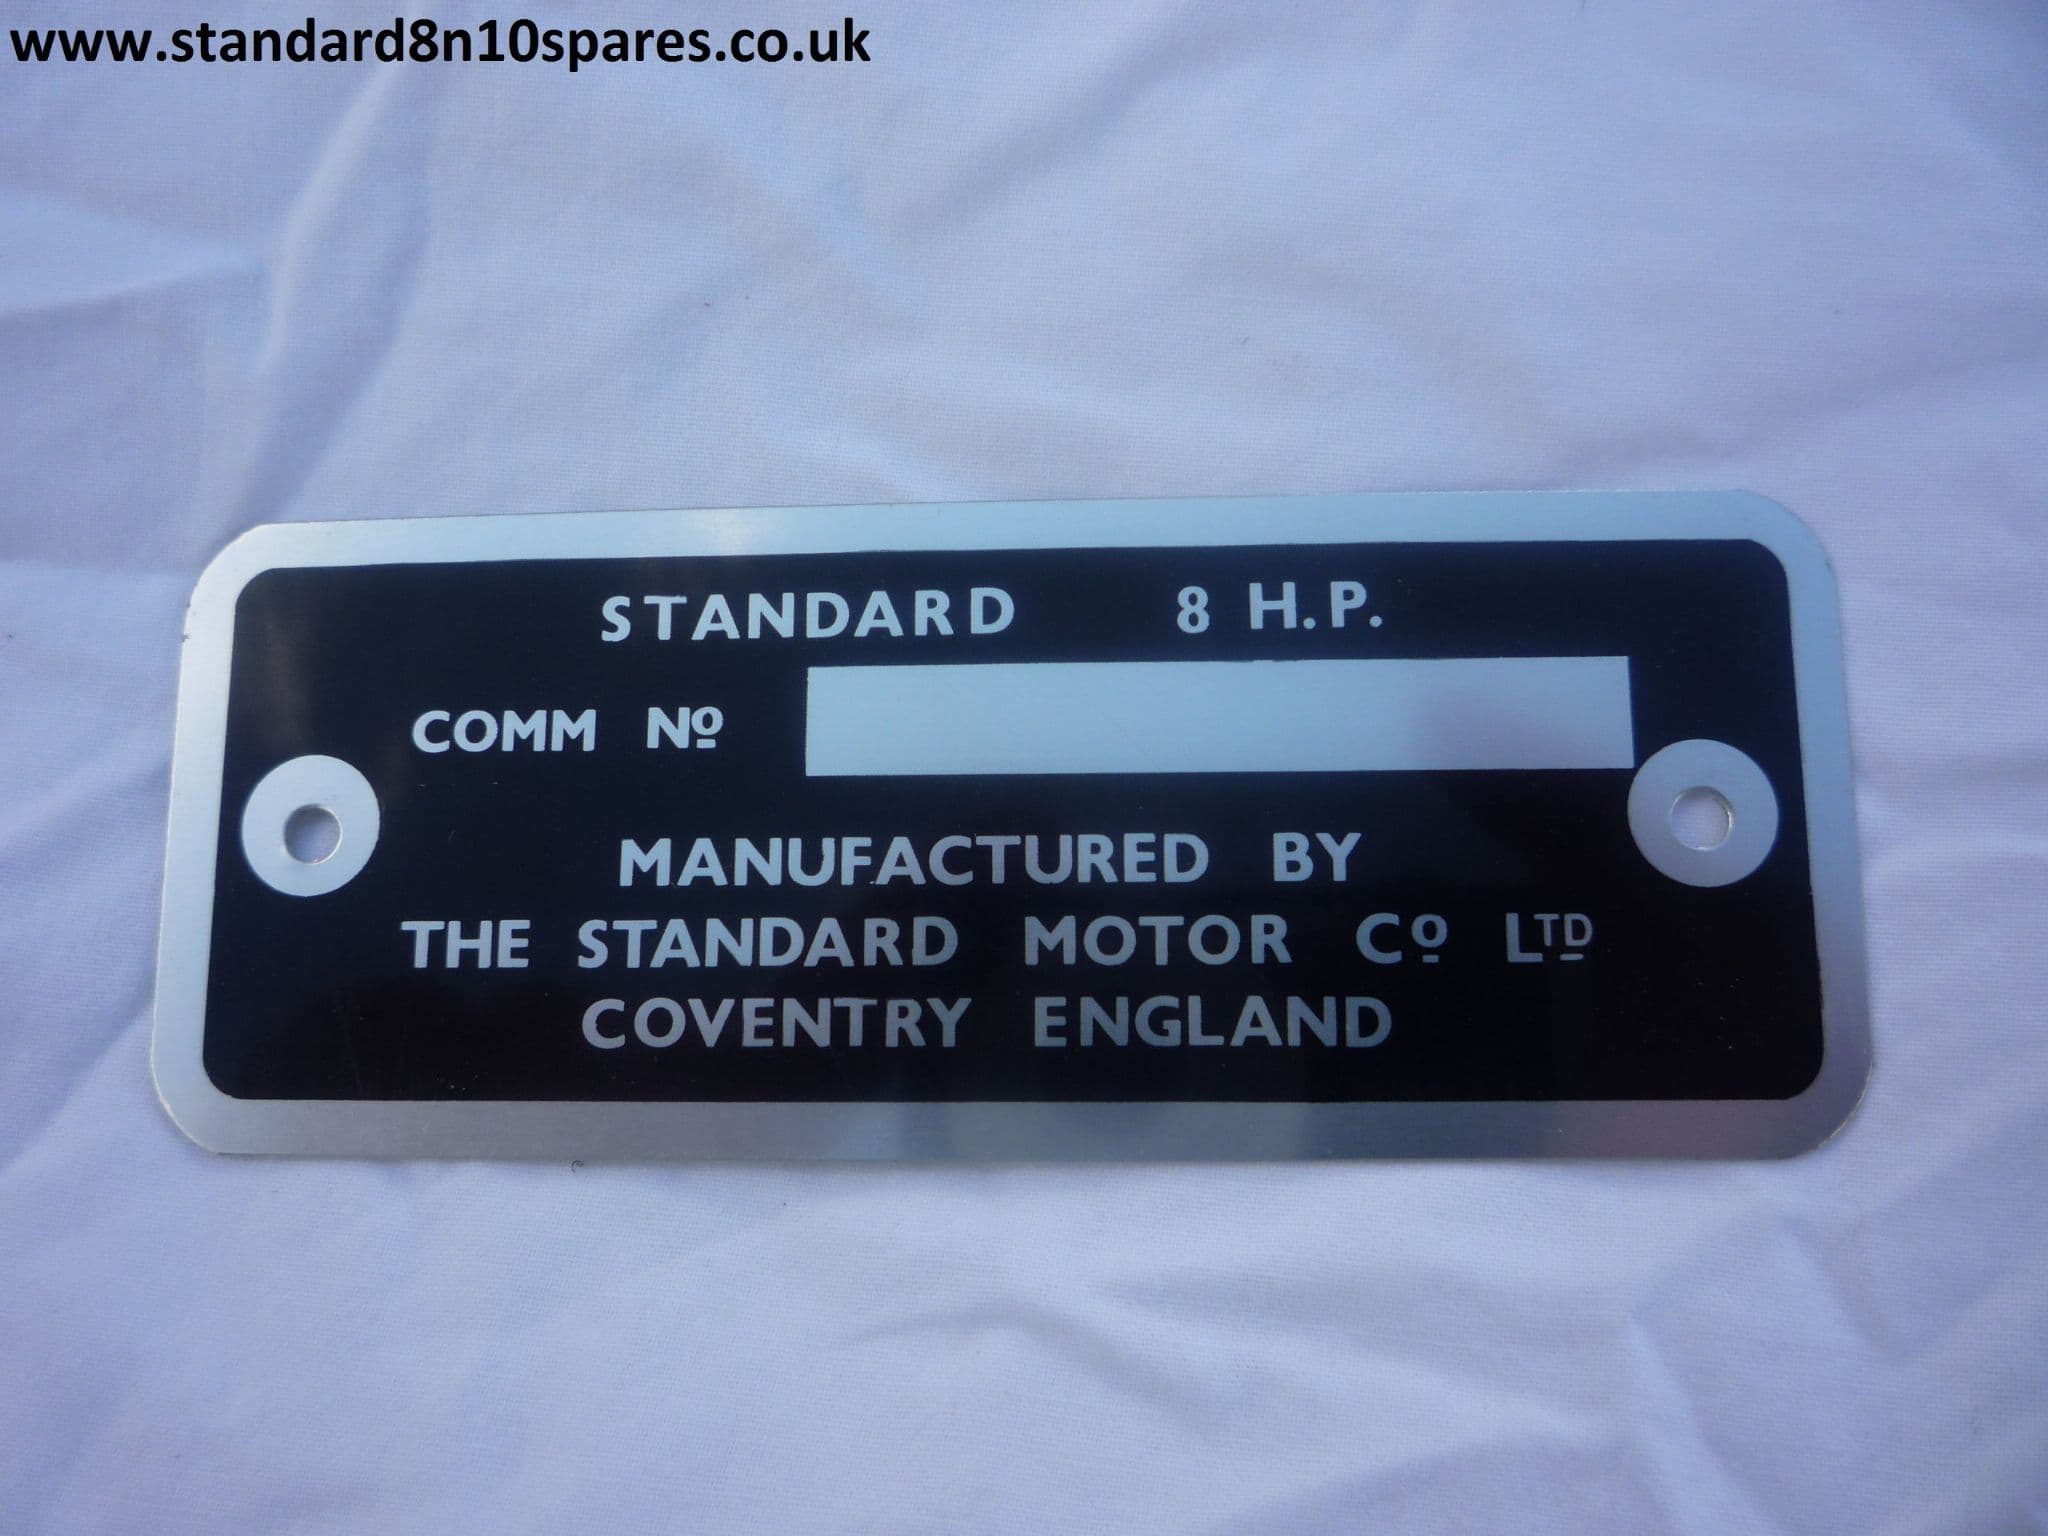 www.standard8n10spares.co.uk
STANDARD 8 H.P.
COMM Nº
MANUFACTURED BY
THE STANDARD MOTOR Cº LTD
COVENTRY ENGLAND